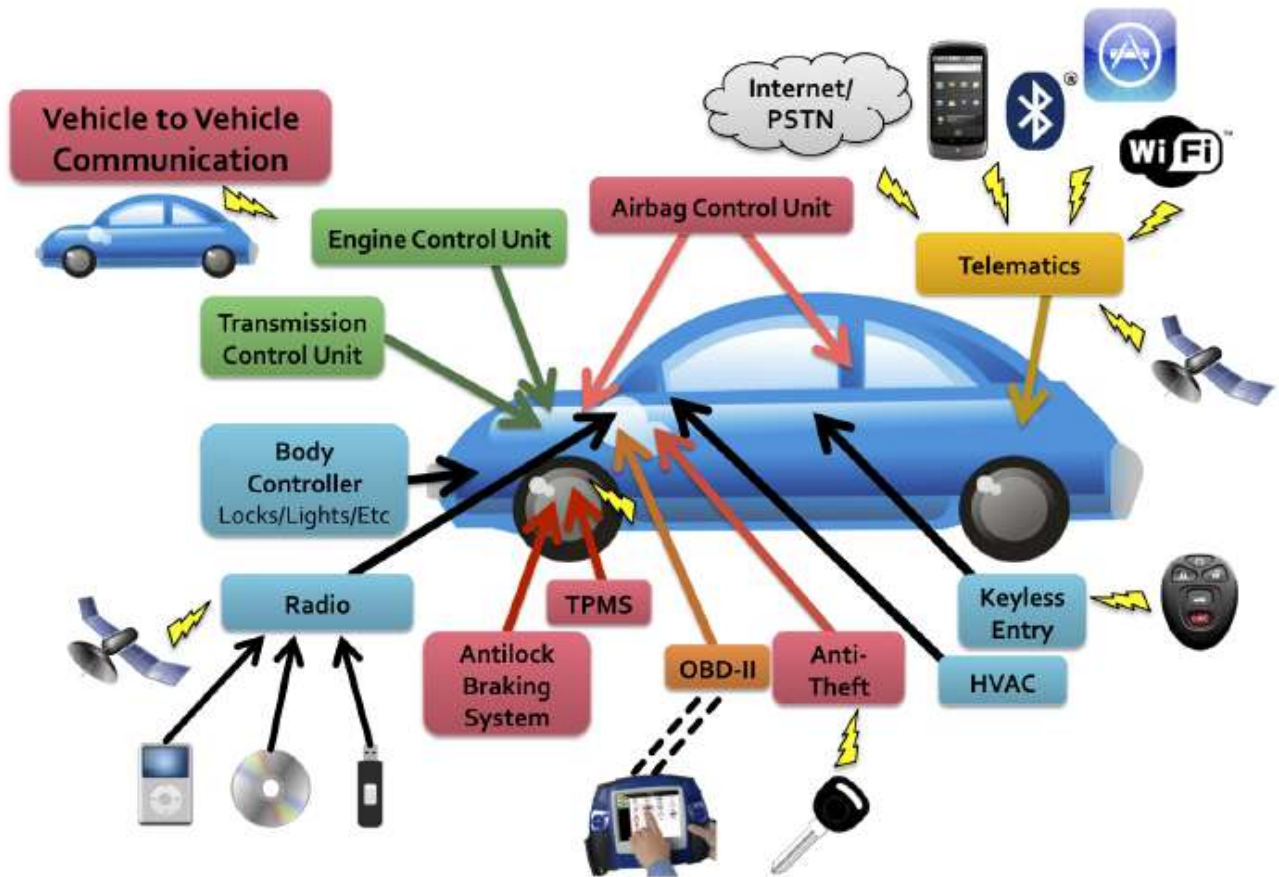 Internet/
PSTN
®
WiFi™
Vehicle to Vehicle
Communication
Airbag Control Unit
Engine Control Unit
Telematics
Transmission
Control Unit
Body
Controller
Locks/Lights/Etc
Radio
TPMS
Keyless
Entry
Antilock
Braking
System
OBD-II
Anti-
Theft
HVAC